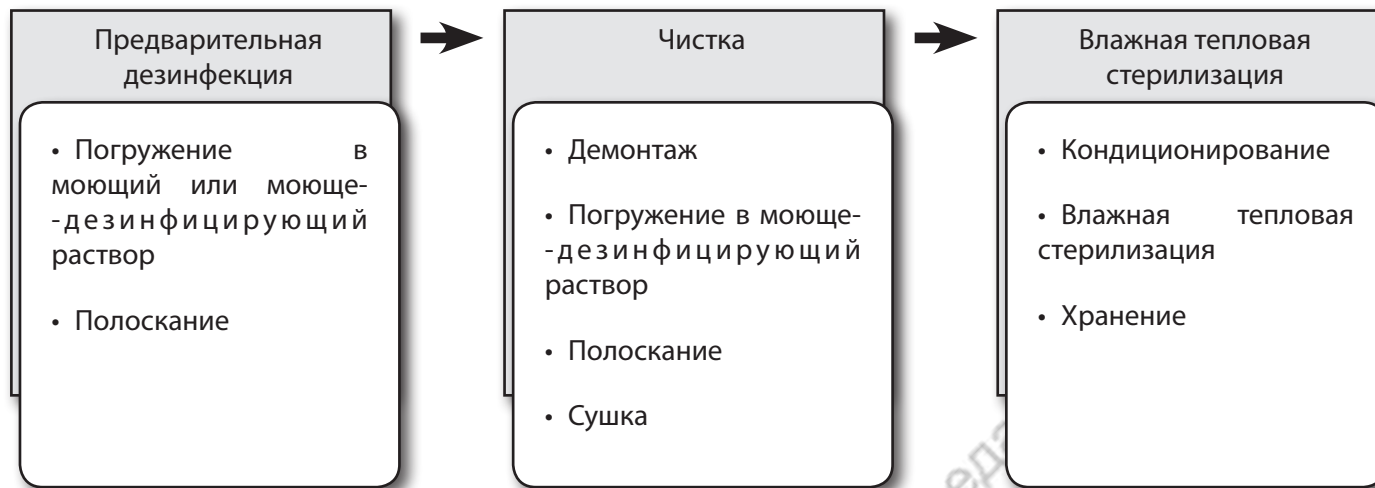 Предварительная
дезинфекция
• Погружение в
моющий или моюще-
-дезинфицирующий
раствор
• Полоскание
Чистка
• Демонтаж
• Погружение в моюще-
-дезинфицирующий
раствор
• Полоскание
• Сушка
Влажная тепловая
стерилизация
• Кондиционирование
• Влажная тепловая
стерилизация
• Хранение